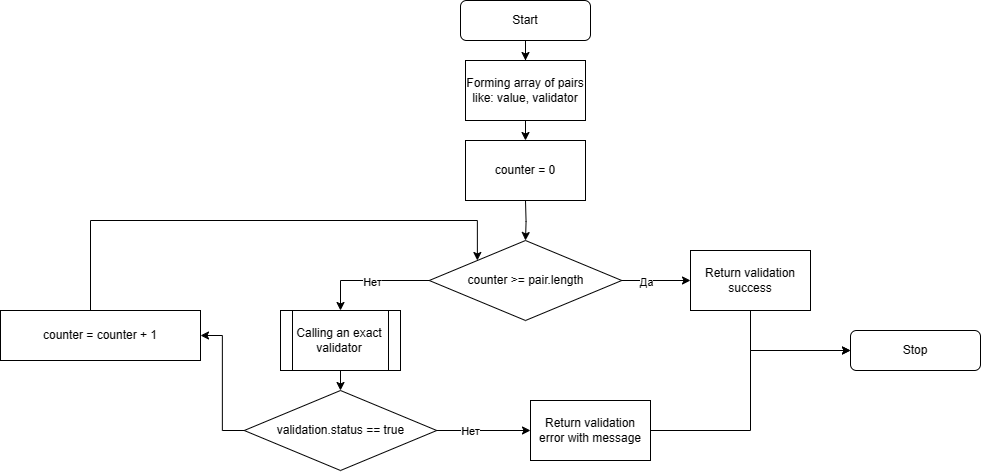 Start
Forming array of pairs
like: value, validator
counter = 0
counter >= pair.length
Нет
Да
Return validation
success
Calling an exact
validator
counter = counter + 1
Stop
validation.status == true
Нет
Return validation
error with message